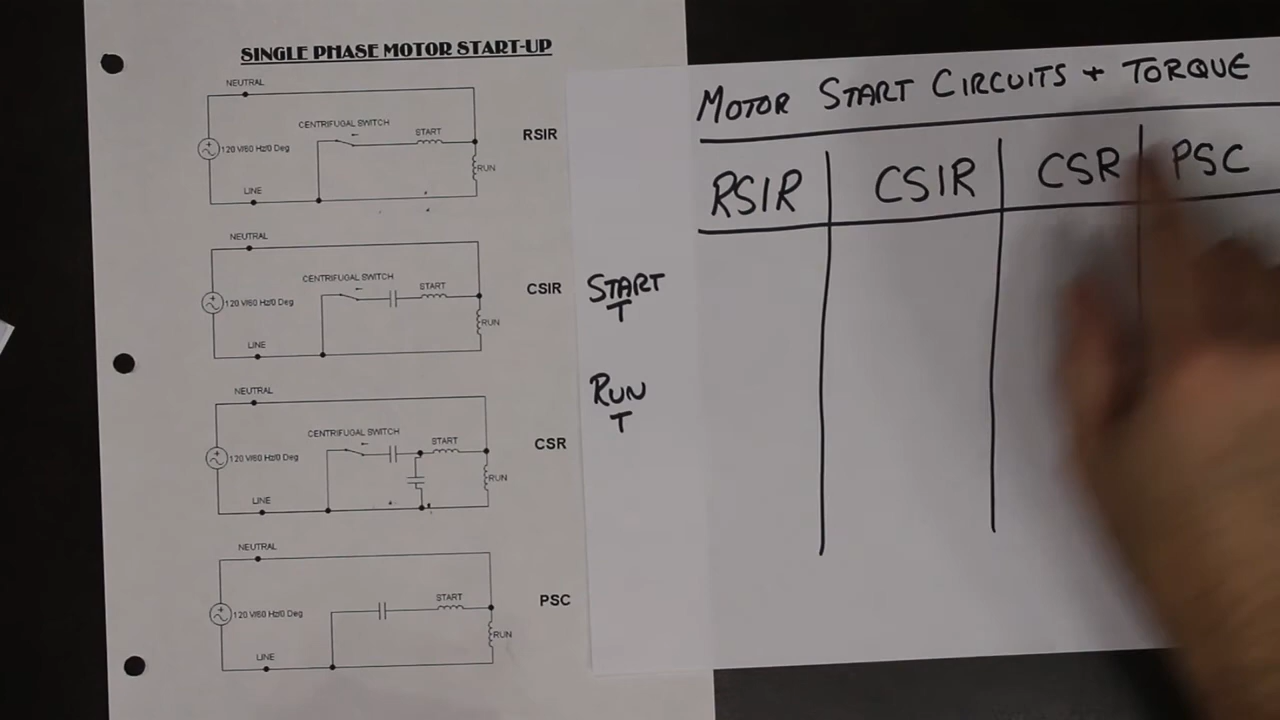 SINGLE PHASE MOTOR START-UP
NEUTRAL
CENTRIFUGAL SWITCH
START
RSIR
120 V/60 Hz/0 Deg
RUN
LINE
NEUTRAL
CENTRIFUGAL SWITCH
START
CSIR
120 V/60 Hz/0 Deg
RUN
LINE
NEUTRAL
CENTRIFUGAL SWITCH
START
CSR
120 V/60 Hz/0 Deg
RUN
LINE
NEUTRAL
START
PSC
120 V/60 Hz/0 Deg
RUN
LINE
MOTOR START CIRCUITS + TORQUE
RSIR CSIR CSR PSC
START
T
RUN
T